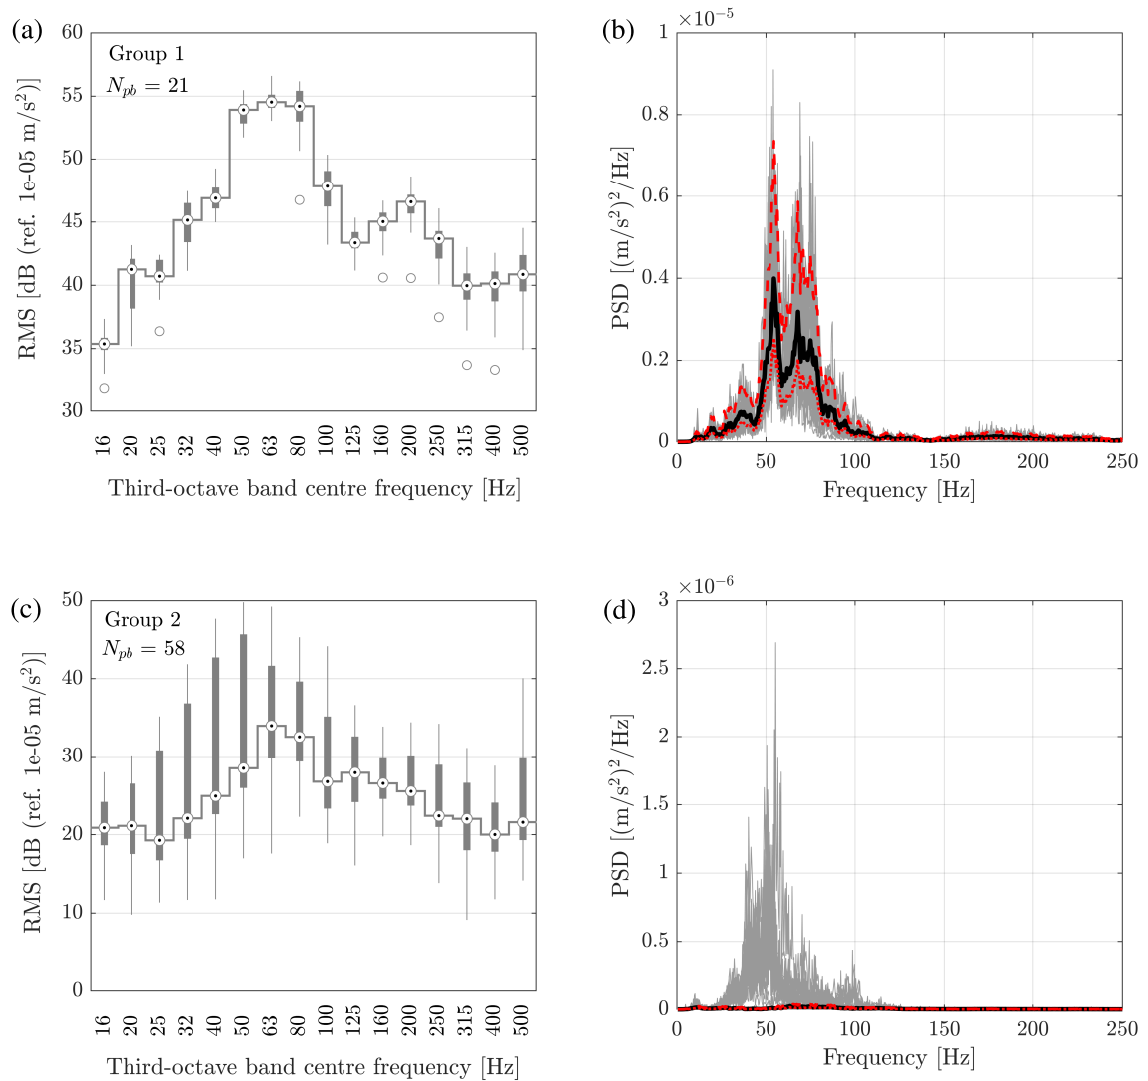 (a)
Group 1
N_{pb} = 21
60
55
50
45
40
35
30
RMS [dB (ref. 1e-05 m/s²)]
16 20 25 32 40 50 63 80 100 125 160 200 250 315 400 500
Third-octave band centre frequency [Hz]
(b)
×10⁻⁵
1
0.8
0.6
0.4
0.2
0
PSD [(m/s²)²/Hz]
0 50 100 150 200 250
Frequency [Hz]
(c)
Group 2
N_{pb} = 58
50
40
30
20
10
0
RMS [dB (ref. 1e-05 m/s²)]
16 20 25 32 40 50 63 80 100 125 160 200 250 315 400 500
Third-octave band centre frequency [Hz]
(d)
×10⁻⁶
3
2.5
2
1.5
1
0.5
0
PSD [(m/s²)²/Hz]
0 50 100 150 200 250
Frequency [Hz]